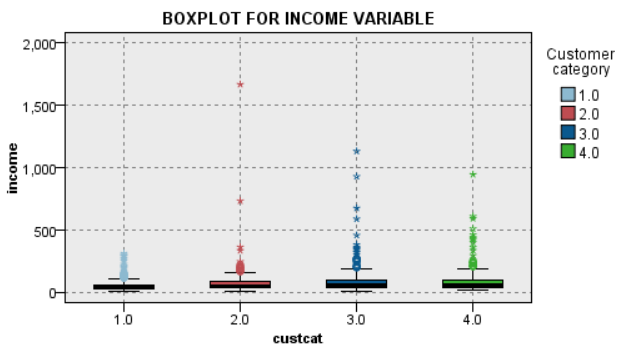 BOXPLOT FOR INCOME VARIABLE
2,000
1,500
1,000
500
0
income
1.0
2.0
3.0
4.0
custcat
Customer
category
1.0
2.0
3.0
4.0